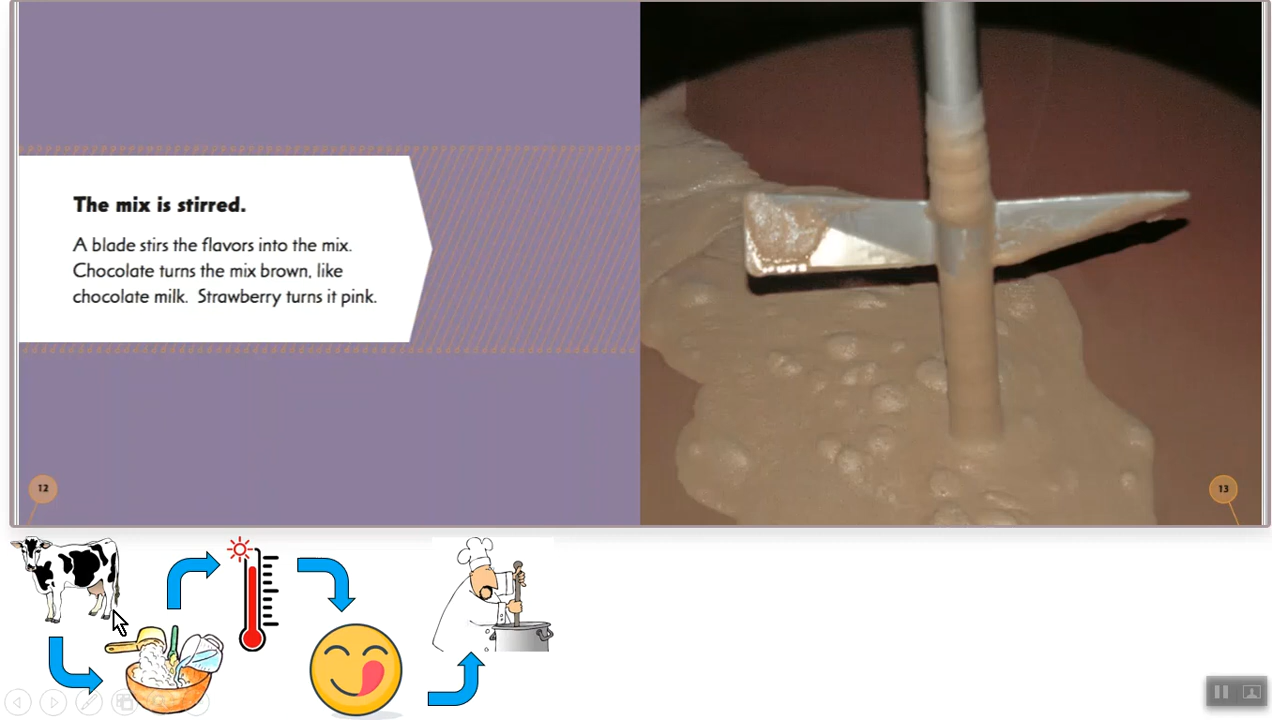 The mix is stirred.
A blade stirs the flavors into the mix.
Chocolate turns the mix brown, like
chocolate milk.  Strawberry turns it pink.
12
13